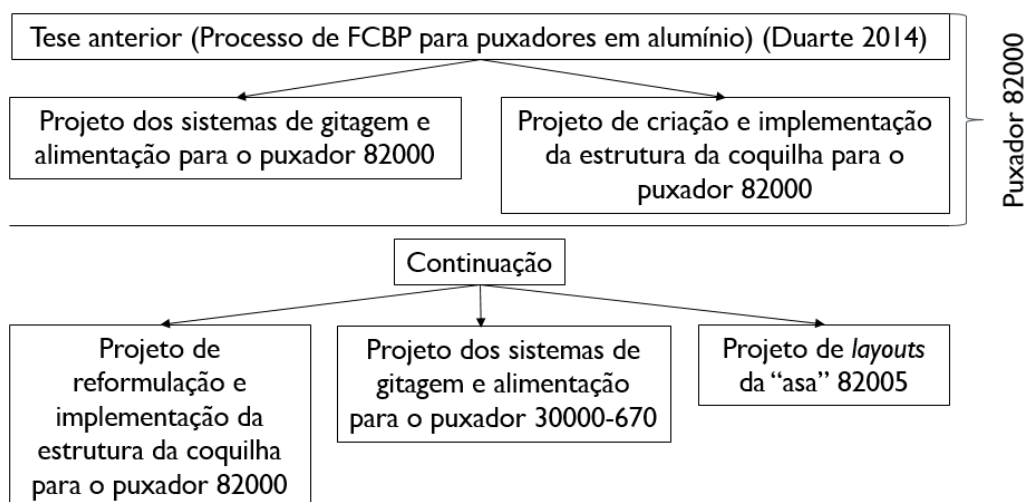 Tese anterior (Processo de FCBP para puxadores em alumínio) (Duarte 2014)
Projeto dos sistemas de gitagem e
alimentação para o puxador 82000
Projeto de criação e implementação
da estrutura da coquilha para o
puxador 82000
Puxador 82000
Continuação
Projeto de
reformulação e
implementação da
estrutura da coquilha
para o puxador 82000
Projeto dos sistemas de
gitagem e alimentação
para o puxador 30000-670
Projeto de layouts
da “asa” 82005